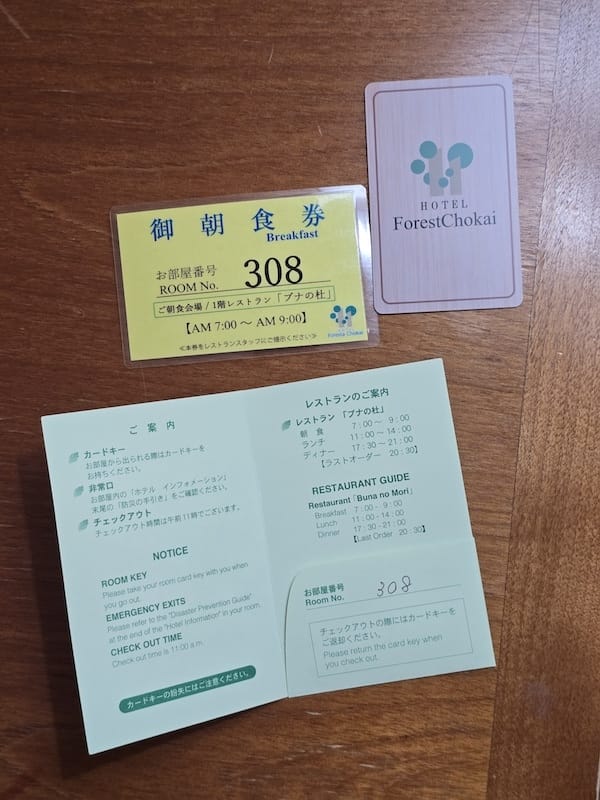 御朝食券
Breakfast
お部屋番号
ROOM No. 308
ご朝食会場/1階レストラン「ブナの杜」
【AM 7:00 ～ AM 9:00】
≪本券をレストランスタッフにご提示ください≫
Foresta Chokai
HOTEL
ForestChokai
ご案内
カードキー
お部屋から出られる際はカードキーを
お持ちください。
非常口
お部屋内の「ホテル インフォメーション」
末尾の「防災の手引き」をご確認ください。
チェックアウト
チェックアウト時間は午前11時でございます。
NOTICE
ROOM KEY
Please take your room card key with you when
you go out.
EMERGENCY EXITS
Please refer to the "Disaster Prevention Guide"
at the end of the "Hotel Information" in your room.
CHECK OUT TIME
Check out time is 11:00 a.m.
カードキーの紛失にはご注意ください。
レストランのご案内
レストラン 「ブナの杜」
朝 食 7:00～ 9:00
ランチ 11:00～14:00
ディナー 17:30～21:00
【ラストオーダー 20:30】
RESTAURANT GUIDE
Restaurant「Buna no Mori」
Breakfast 7:00- 9:00
Lunch 11:00-14:00
Dinner 17:30-21:00
【Last Order 20:30】
お部屋番号
Room No. 308
チェックアウトの際にはカードキーを
ご返却ください。
Please return the card key when
you check out.